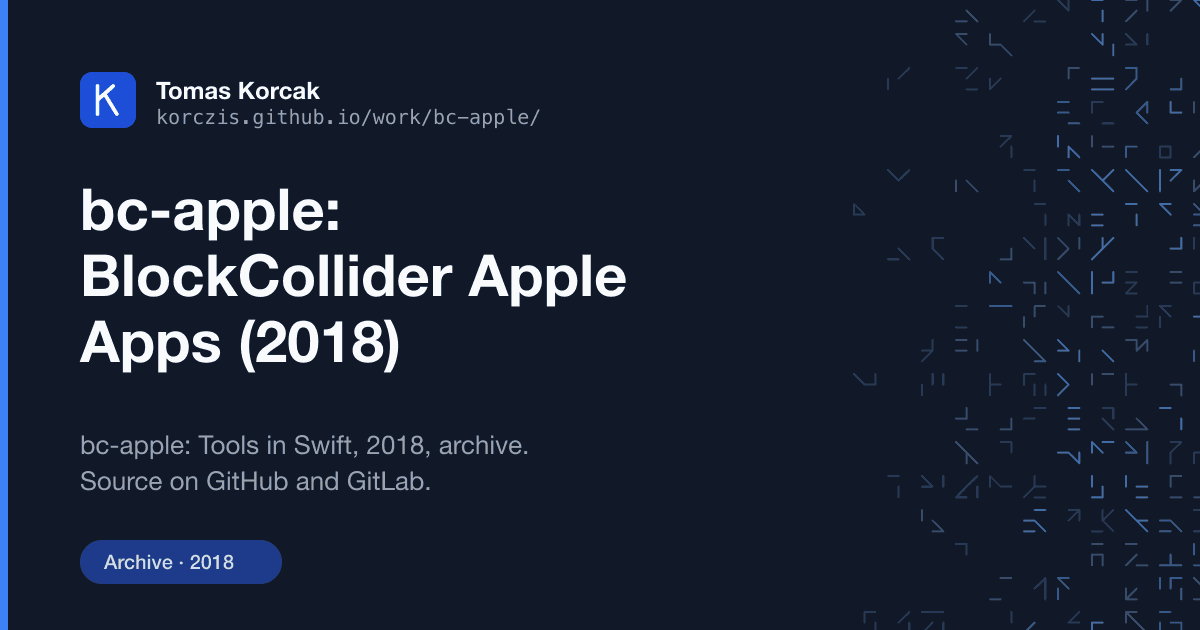 K
Tomas Korcak
korczis.github.io/work/bc-apple/
bc-apple:
BlockCollider Apple
Apps (2018)
bc-apple: Tools in Swift, 2018, archive.
Source on GitHub and GitLab.
Archive · 2018